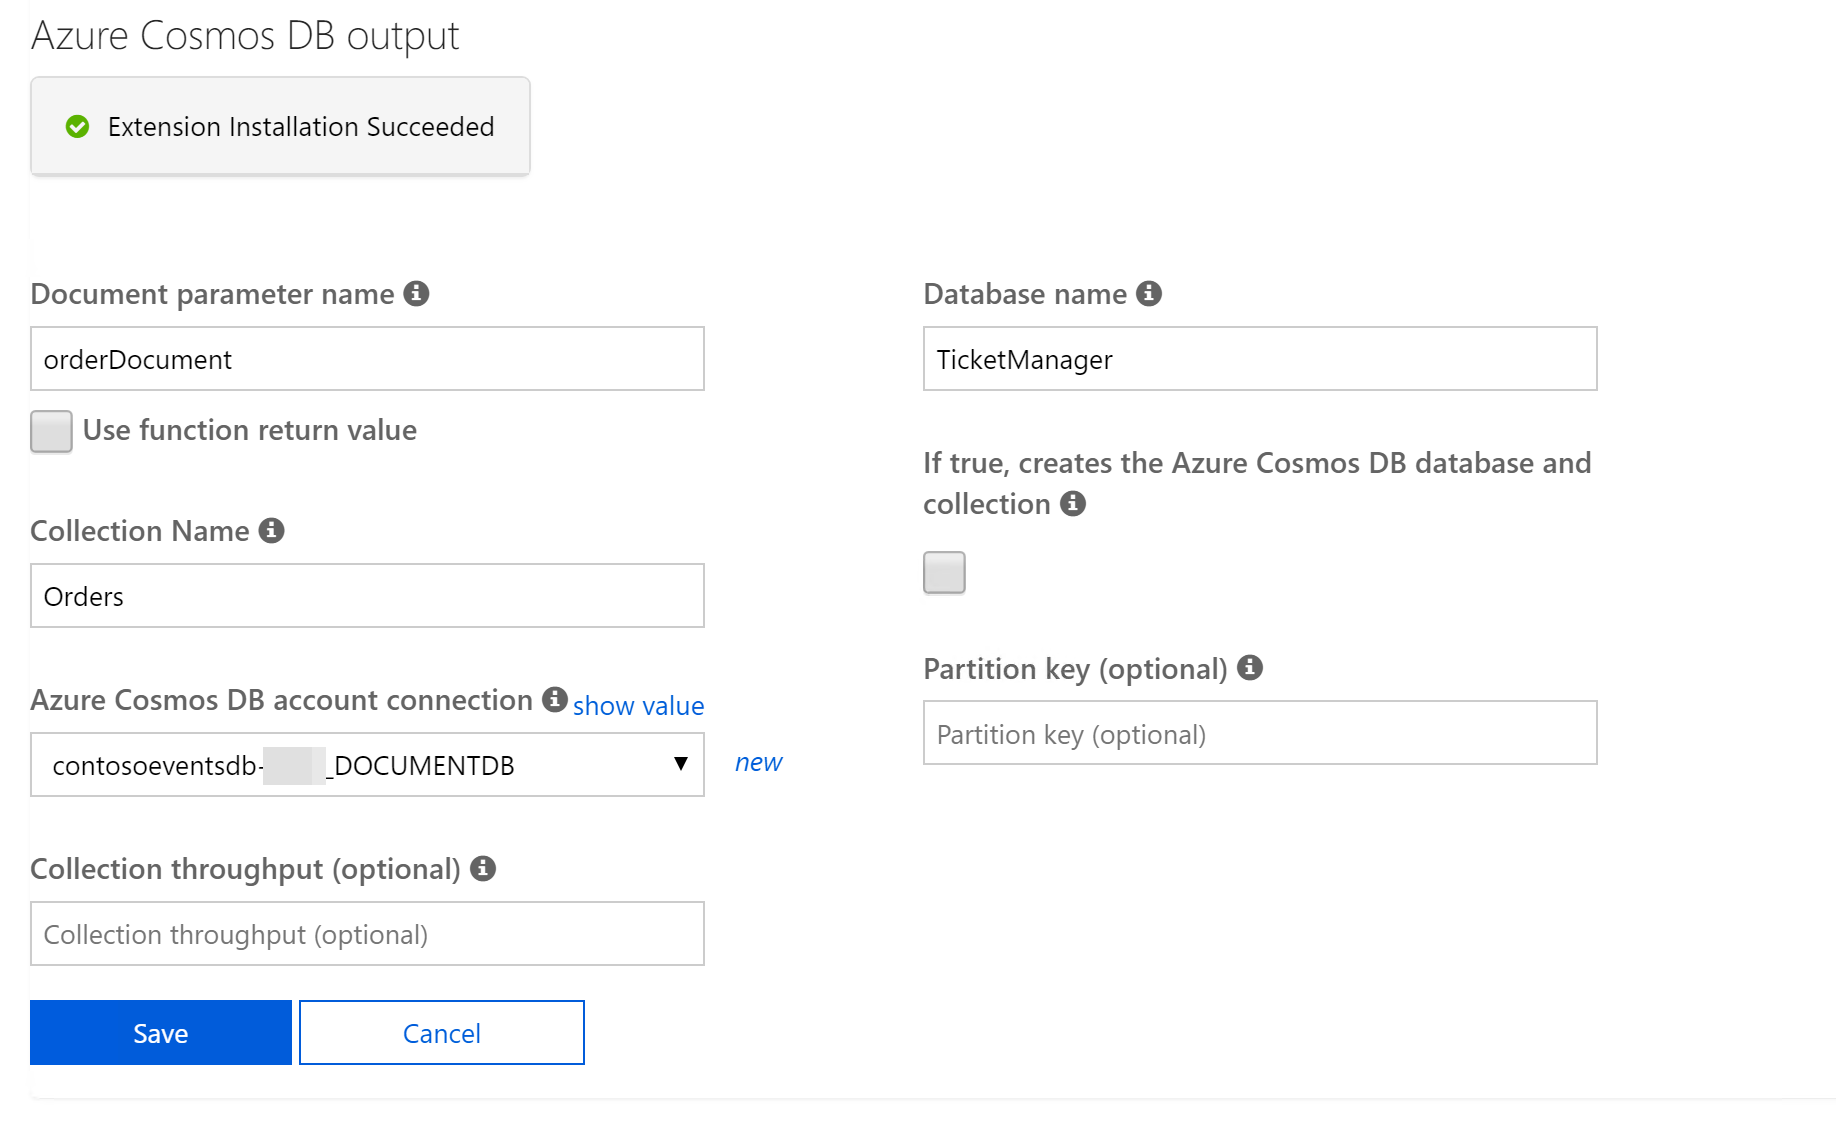 Azure Cosmos DB output
Extension Installation Succeeded
Document parameter name
orderDocument
Use function return value
Collection Name
Orders
Azure Cosmos DB account connection show value
contosoeventsdb- _DOCUMENTDB
new
Collection throughput (optional)
Collection throughput (optional)
Save
Cancel
Database name
TicketManager
If true, creates the Azure Cosmos DB database and
collection
Partition key (optional)
Partition key (optional)